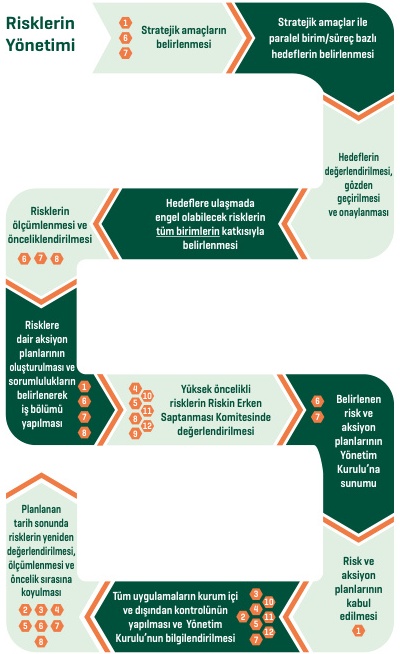 Risklerin
Yönetimi
1
6
7
Stratejik amaçların
belirlenmesi
Stratejik amaçlar ile
paralel birim/süreç bazlı
hedeflerin belirlenmesi
Hedeflerin
değerlendirilmesi,
gözden
geçirilmesi
ve onaylanması
Hedeflere ulaşmada
engel olabilecek risklerin
tüm birimlerin katkısıyla
belirlenmesi
Risklerin
ölçümlenmesi ve
önceliklendirilmesi
6 7 8
Risklere
dair aksiyon
planlarının
oluşturulması ve
sorumlulukların
belirlenerek
iş bölümü
yapılması
1
6
7
8
4
10
5
11
8
12
9
Yüksek öncelikli
risklerin Riskin Erken
Saptanması Komitesinde
değerlendirilmesi
6
7
Belirlenen
risk ve
aksiyon
planlarının
Yönetim
Kurulu’na
sunumu
Risk ve
aksiyon
planlarının
kabul
edilmesi
1
Tüm uygulamaların kurum içi
ve dışından kontrolünün
yapılması ve Yönetim
Kurulu’nun bilgilendirilmesi
3
10
4
2 11
5
12
7
Planlanan
tarih sonunda
risklerin yeniden
değerlendirilmesi,
ölçümlenmesi ve
öncelik sırasına
koyulması
2 3 4
5 6 7
8